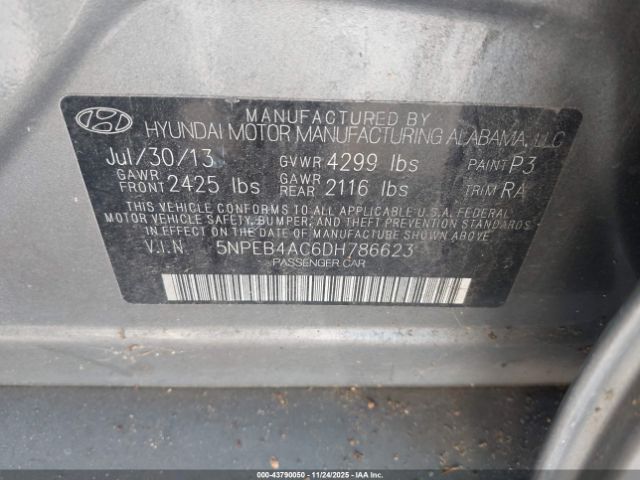 MANUFACTURED BY
HYUNDAI MOTOR MANUFACTURING ALABAMA, LLC
Jul/30/13 GVWR 4299 lbs PAINT P3
GAWR FRONT 2425 lbs GAWR REAR 2116 lbs TRIM RA
THIS VEHICLE CONFORMS TO ALL APPLICABLE U.S.A. FEDERAL
MOTOR VEHICLE SAFETY, BUMPER, AND THEFT PREVENTION STANDARDS
IN EFFECT ON THE DATE OF MANUFACTURE SHOWN ABOVE
V.I.N 5NPEB4AC6DH786623
PASSENGER CAR
000-43790050 | 11/24/2025 - IAAI.COM